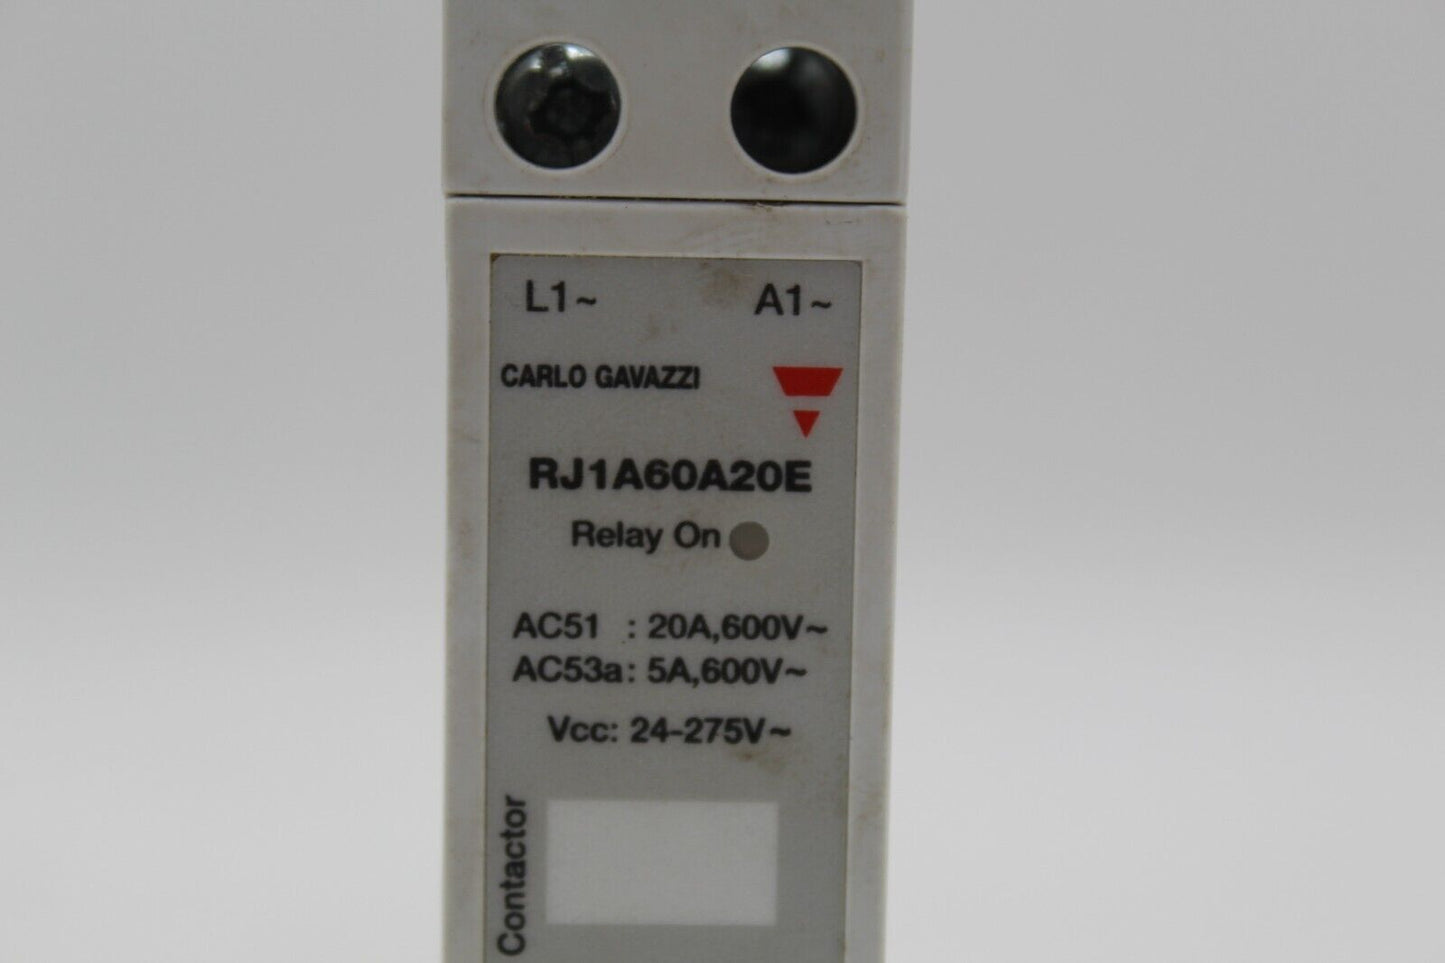 L1~ A1~
CARLO GAVAZZI
RJ1A60A20E
Relay On
AC51 : 20A,600V~
AC53a: 5A,600V~
Vcc: 24-275V~
Contactor